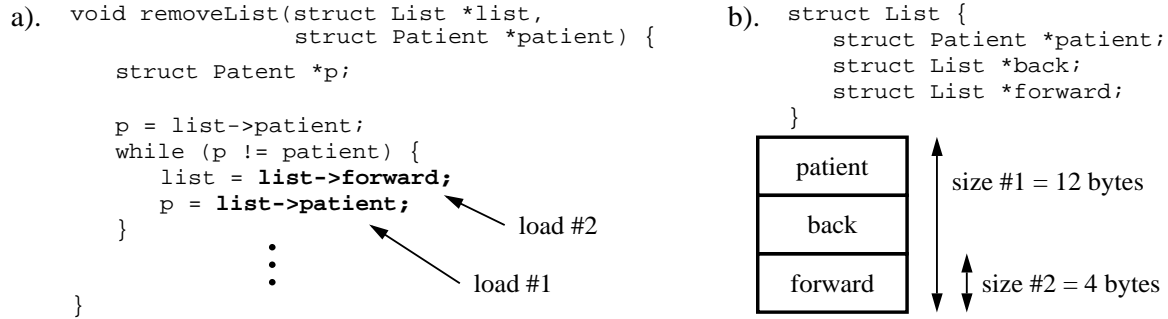 a). void removeList(struct List *list,
struct Patient *patient) {
struct Patent *p;
p = list->patient;
while (p != patient) {
list = list->forward;
p = list->patient;
}
load #2
load #1
}
b). struct List {
struct Patient *patient;
struct List *back;
struct List *forward;
}
patient
size #1 = 12 bytes
back
forward
size #2 = 4 bytes